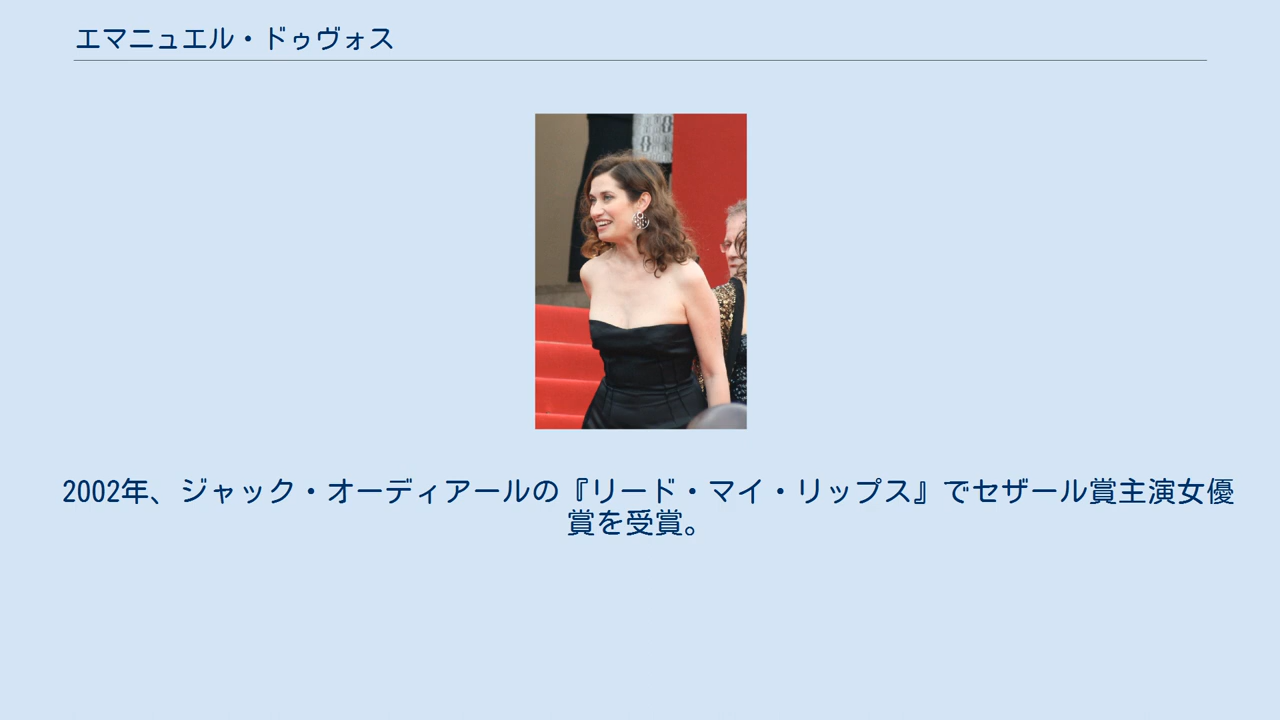 エマニュエル・ドゥヴォス
2002年、ジャック・オーディアールの『リード・マイ・リップス』でセザール賞主演女優
賞を受賞。